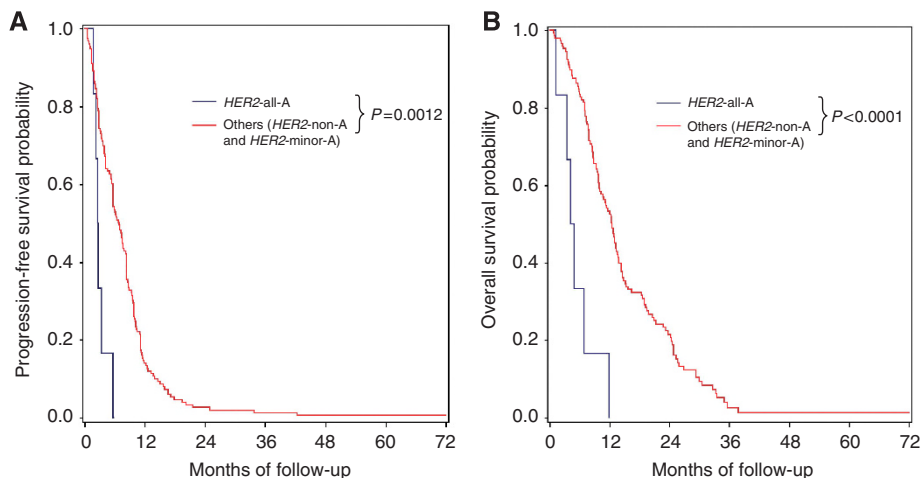 A
Progression-free survival probability
1.0
0.8
0.6
0.4
0.2
0.0
HER2-all-A
Others (HER2-non-A
and HER2-minor-A)
P=0.0012
0 12 24 36 48 60 72
Months of follow-up
B
Overall survival probability
1.0
0.8
0.6
0.4
0.2
0.0
HER2-all-A
Others (HER2-non-A
and HER2-minor-A)
P<0.0001
0 12 24 36 48 60 72
Months of follow-up